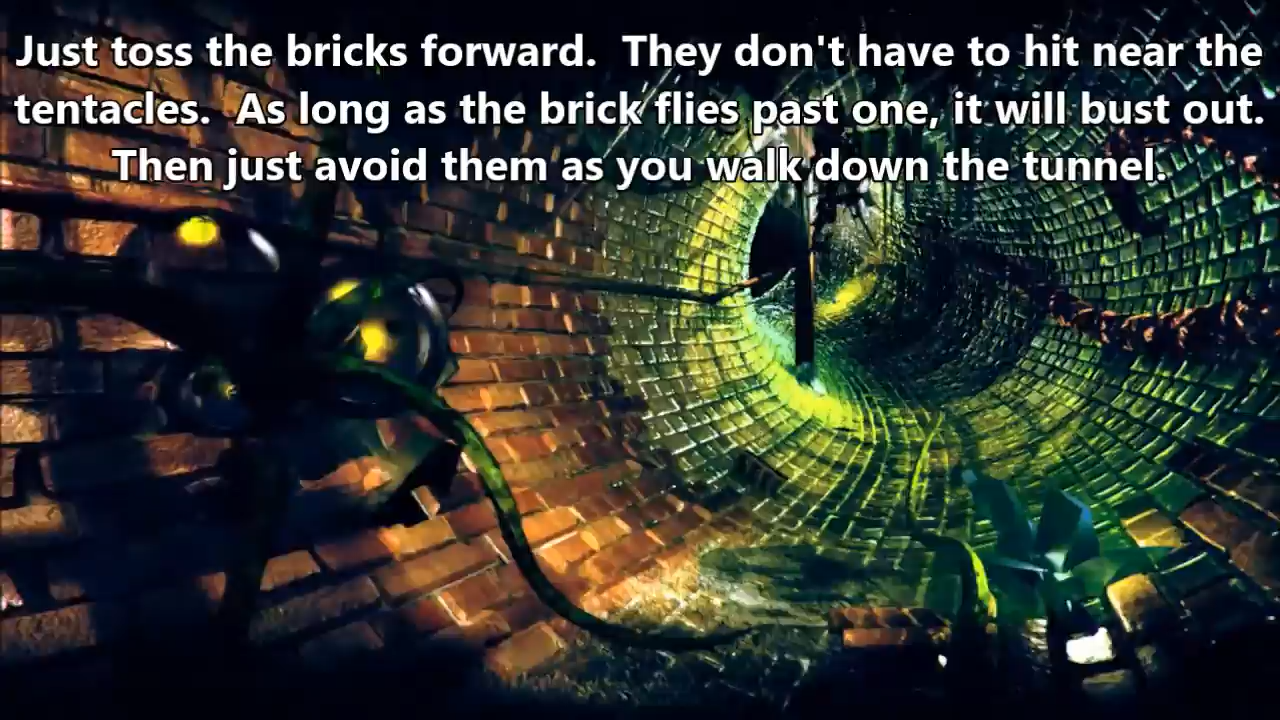 Just toss the bricks forward.  They don't have to hit near the
tentacles.  As long as the brick flies past one, it will bust out.
Then just avoid them as you walk down the tunnel.